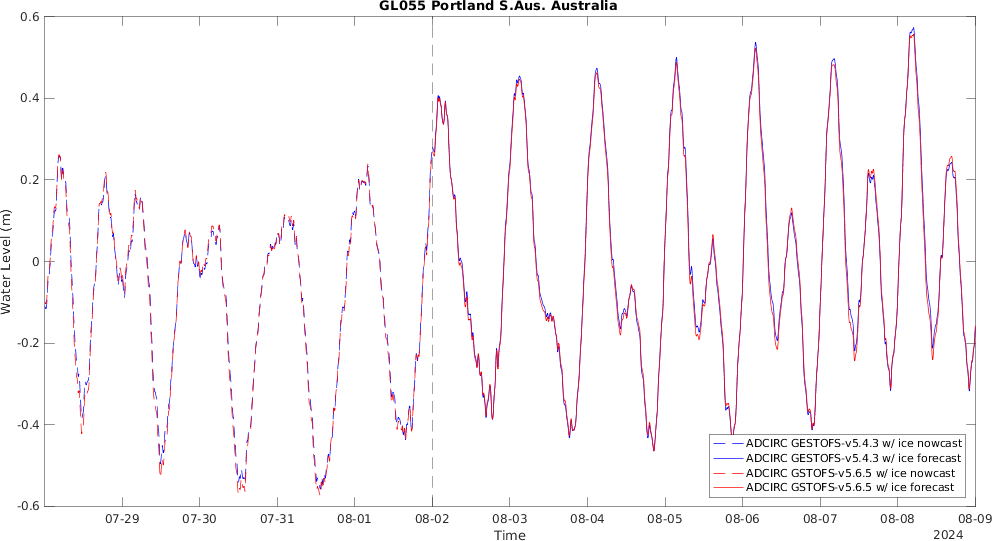 GL055 Portland S.Aus. Australia
0.6
0.4
0.2
0
-0.2
-0.4
-0.6
Water Level (m)
07-29 07-30 07-31 08-01 08-02 08-03 08-04 08-05 08-06 08-07 08-08 08-09
Time
2024
ADCIRC GESTOFS-v5.4.3 w/ ice nowcast
ADCIRC GESTOFS-v5.4.3 w/ ice forecast
ADCIRC GSTOFS-v5.6.5 w/ ice nowcast
ADCIRC GSTOFS-v5.6.5 w/ ice forecast